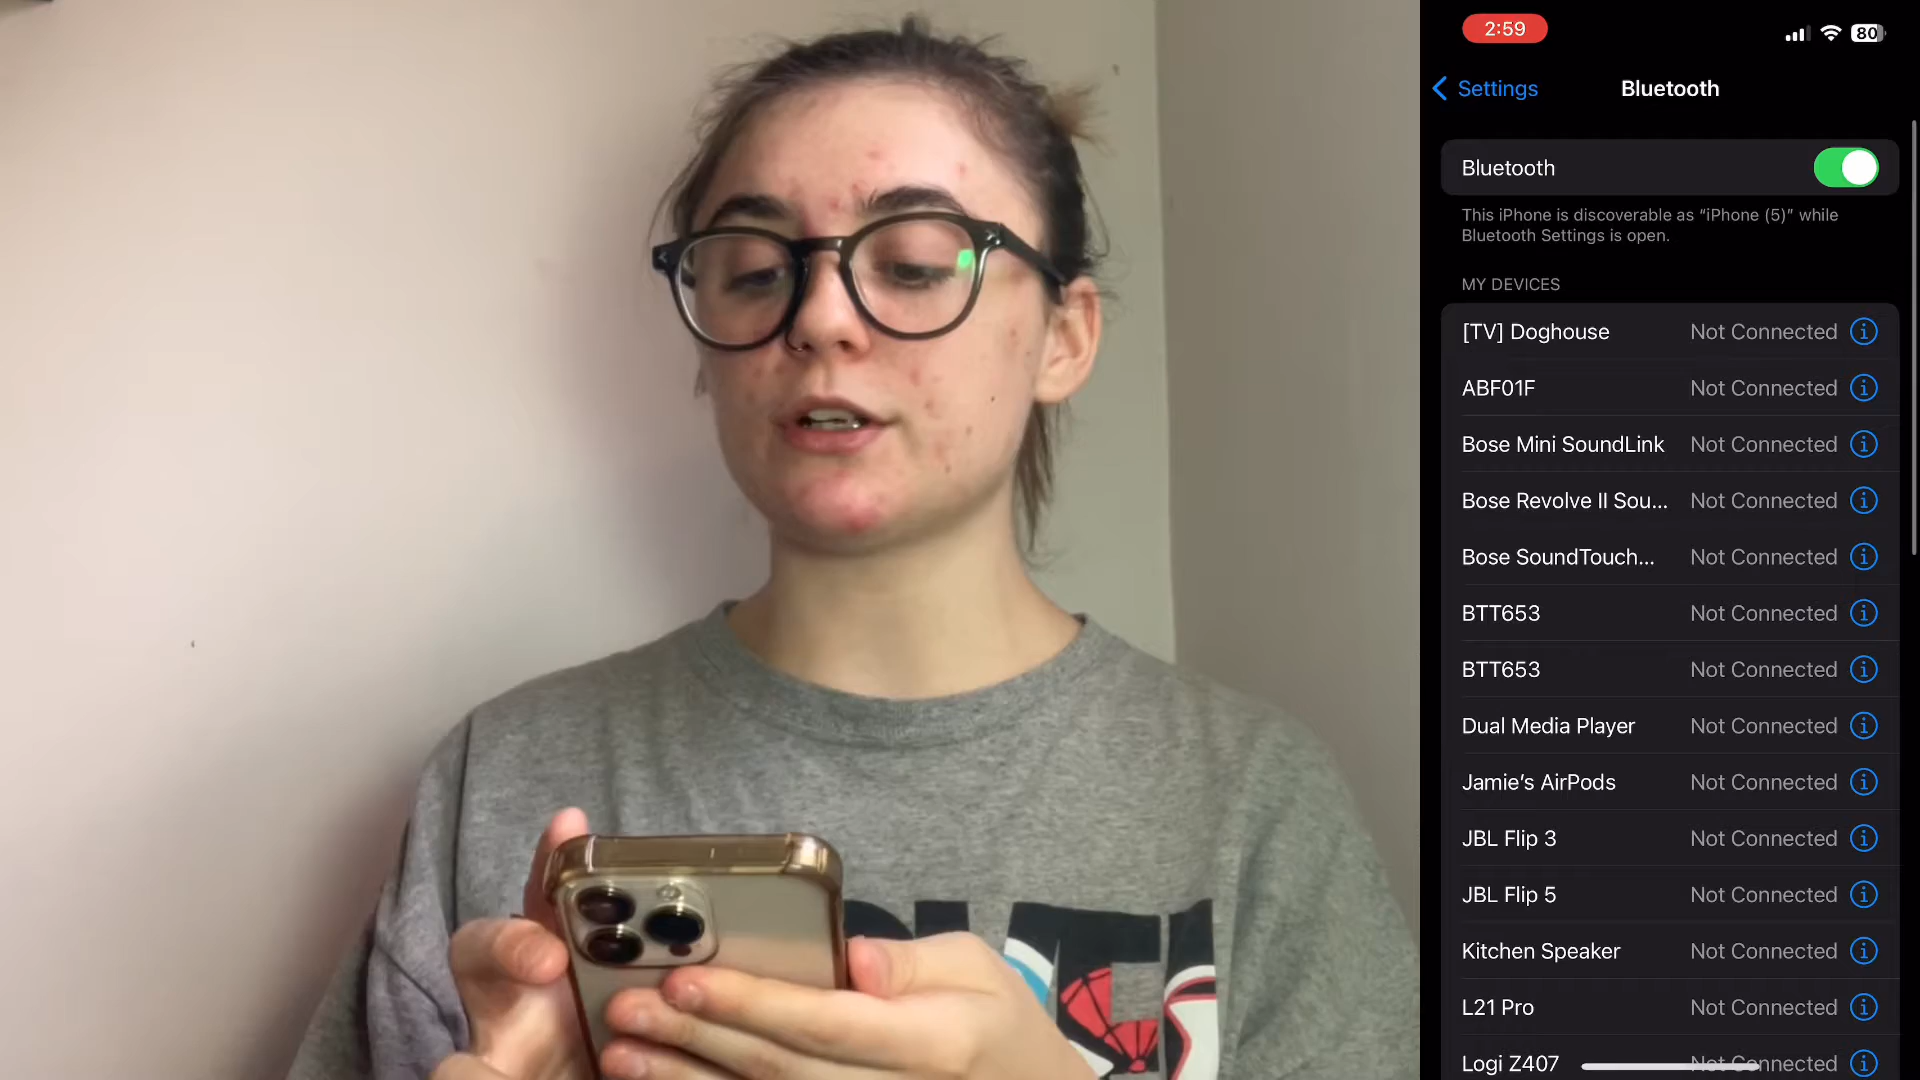 2:59
80
Settings
Bluetooth
Bluetooth
This iPhone is discoverable as “iPhone (5)” while
Bluetooth Settings is open.
MY DEVICES
[TV] Doghouse Not Connected
ABF01F Not Connected
Bose Mini SoundLink Not Connected
Bose Revolve II Sou... Not Connected
Bose SoundTouch... Not Connected
BTT653 Not Connected
BTT653 Not Connected
Dual Media Player Not Connected
Jamie’s AirPods Not Connected
JBL Flip 3 Not Connected
JBL Flip 5 Not Connected
Kitchen Speaker Not Connected
L21 Pro Not Connected
Logi Z407 Not Connected